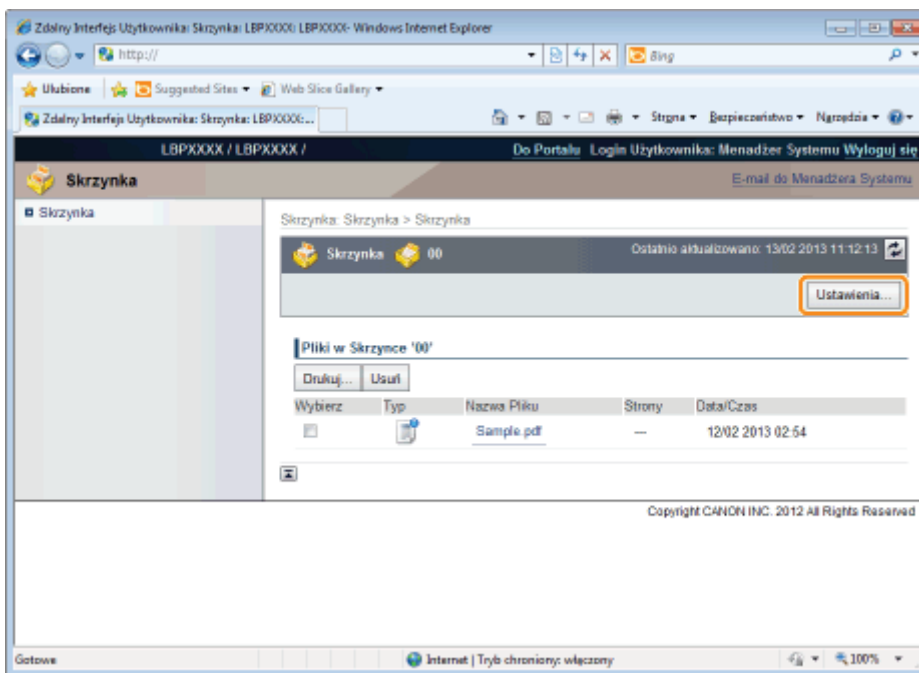 Zdalny Interfejs Użytkownika: Skrzynka: LBPXXXX: LBPXXXX- Windows Internet Explorer
http://
Bing
Ulubione Suggested Sites Web Slice Gallery
Zdalny Interfejs Użytkownika: Skrzynka: LBPXXXX:... Strona Bezpieczeństwo Narzędzia
LBPXXXX / LBPXXXX / Do Portalu Login Użytkownika: Menadżer Systemu Wyloguj się
Skrzynka E-mail do Menadżera Systemu
Skrzynka
Skrzynka: Skrzynka > Skrzynka
Skrzynka 00 Ostatnio aktualizowano: 13/02 2013 11:12:13
Ustawienia...
Pliki w Skrzynce '00'
Drukuj... Usuń
Wybierz Typ Nazwa Pliku Strony Data/Czas
Sample.pdf --- 12/02 2013 02:54
Copyright CANON INC. 2012 All Rights Reserved
Gotowe Internet | Tryb chroniony: włączony 100%